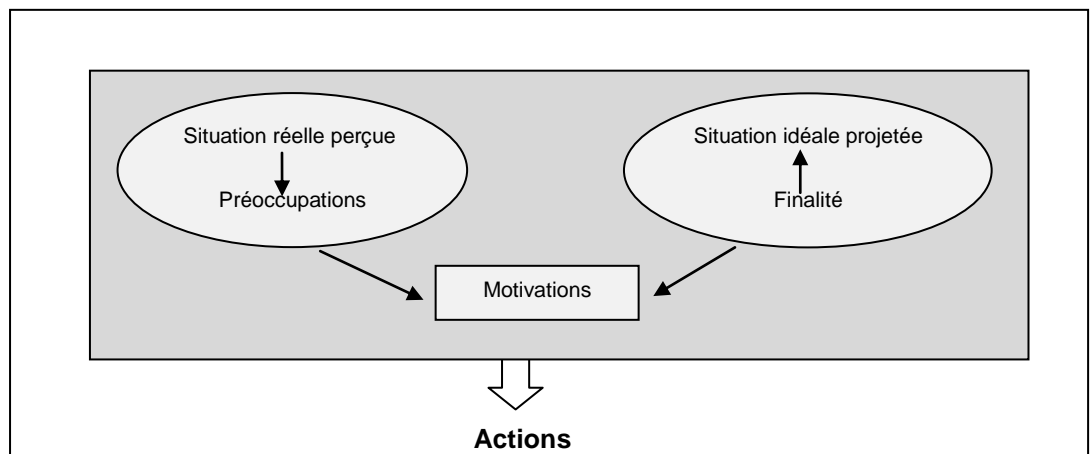 Situation réelle perçue
Préoccupations
Situation idéale projetée
Finalité
Motivations
Actions